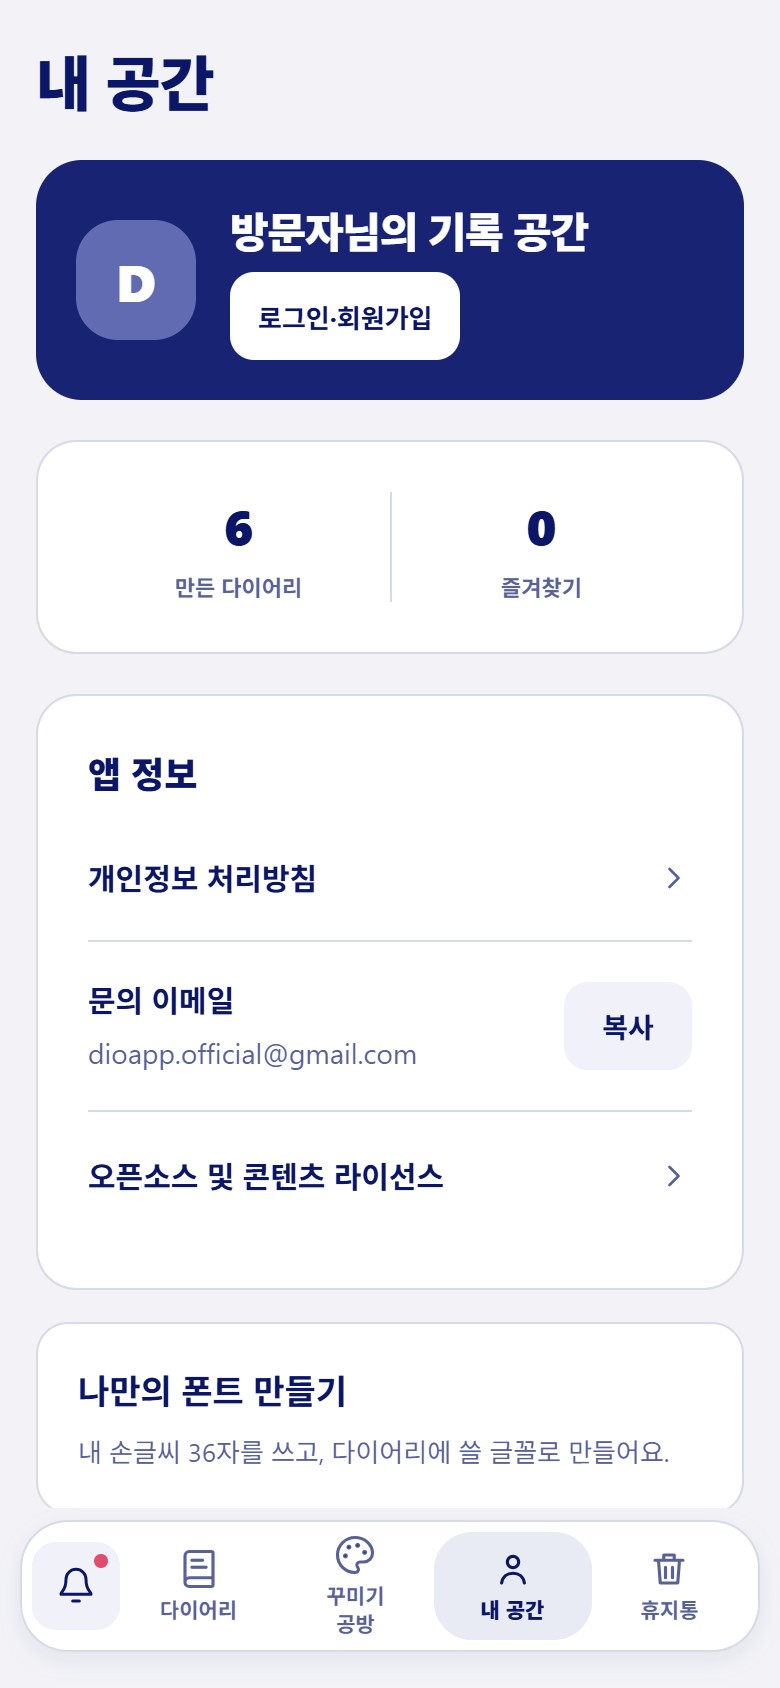 내 공간
D
방문자님의 기록 공간
로그인·회원가입
6
만든 다이어리
0
즐겨찾기
앱 정보
개인정보 처리방침
문의 이메일
dioapp.official@gmail.com
복사
오픈소스 및 콘텐츠 라이선스
나만의 폰트 만들기
내 손글씨 36자를 쓰고, 다이어리에 쓸 글꼴로 만들어요.
다이어리
꾸미기
공방
내 공간
휴지통